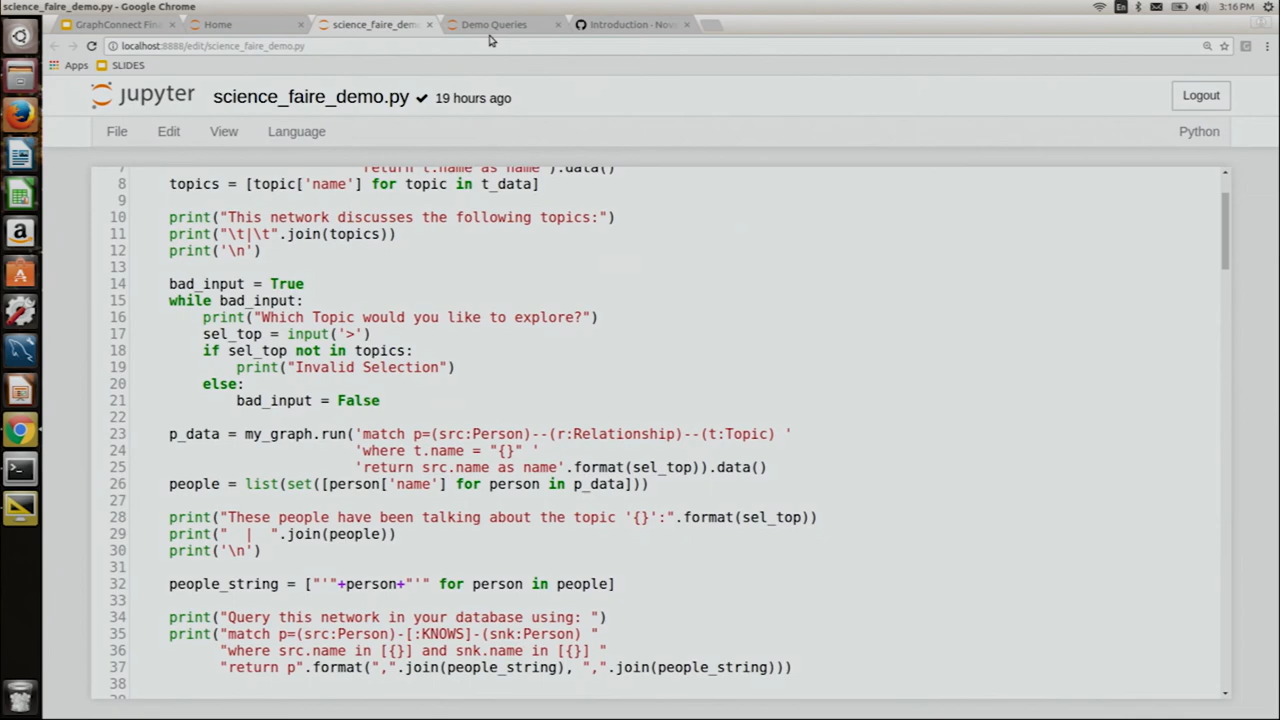 science_faire_demo.py - Google Chrome
En
3:16 PM
GraphConnect Fina
Home
science_faire_demo
Demo Queries
Introduction - Nov
localhost:8888/edit/science_faire_demo.py
Apps
SLIDES
jupyter
science_faire_demo.py ✔ 19 hours ago
Logout
File
Edit
View
Language
Python
7 'return t.name as name').data()
8 topics = [topic['name'] for topic in t_data]
9
10 print("This network discusses the following topics:")
11 print("\t|\t".join(topics))
12 print('\n')
13
14 bad_input = True
15 while bad_input:
16 print("Which Topic would you like to explore?")
17 sel_top = input('>')
18 if sel_top not in topics:
19 print("Invalid Selection")
20 else:
21 bad_input = False
22
23 p_data = my_graph.run('match p=(src:Person)--(r:Relationship)--(t:Topic) '
24 'where t.name = "{}" '
25 'return src.name as name'.format(sel_top)).data()
26 people = list(set([person['name'] for person in p_data]))
27
28 print("These people have been talking about the topic '{}':".format(sel_top))
29 print(" | ".join(people))
30 print('\n')
31
32 people_string = ["'"+person+"'" for person in people]
33
34 print("Query this network in your database using: ")
35 print("match p=(src:Person)-[:KNOWS]-(snk:Person) "
36 "where src.name in [{}] and snk.name in [{}] "
37 "return p".format(",".join(people_string), ",".join(people_string)))
38